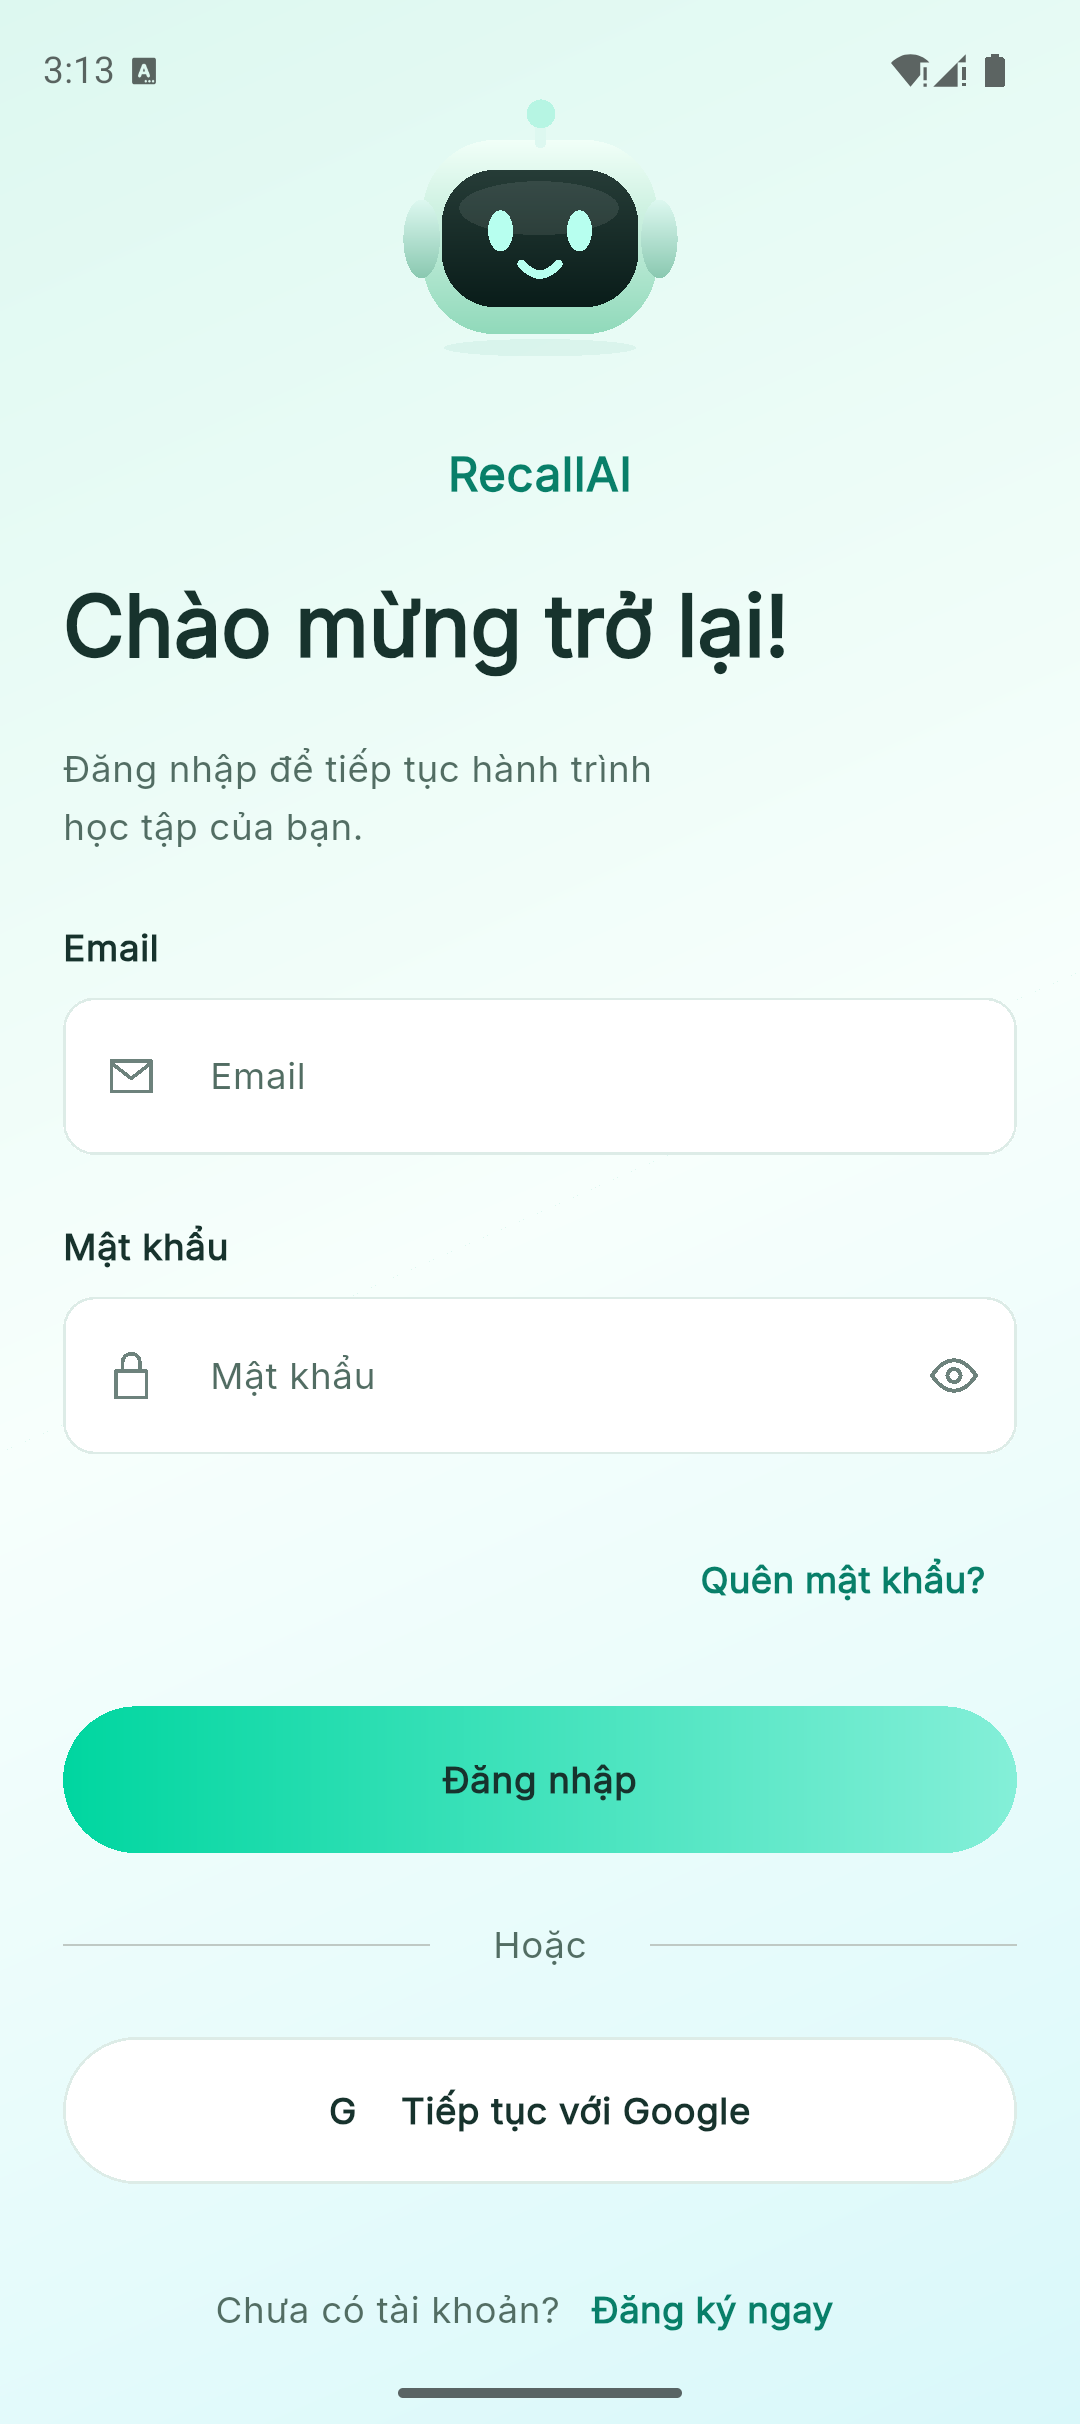 3:13
RecallAI
Chào mừng trở lại!
Đăng nhập để tiếp tục hành trình
học tập của bạn.
Email
Email
Mật khẩu
Mật khẩu
Quên mật khẩu?
Đăng nhập
Hoặc
G Tiếp tục với Google
Chưa có tài khoản? Đăng ký ngay